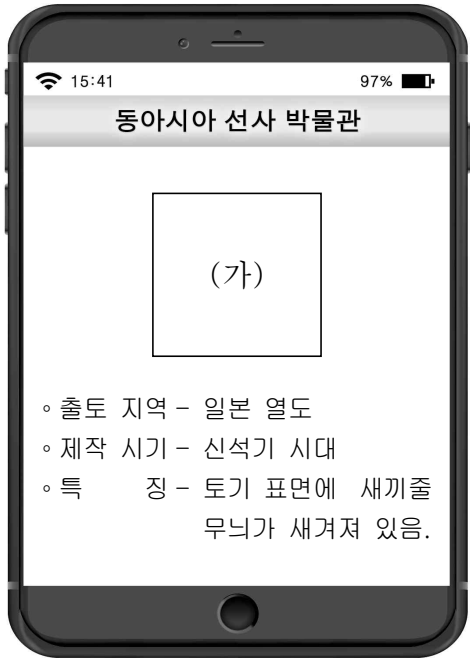 15:41 97%
동아시아 선사 박물관
(가)
◦출토 지역 - 일본 열도
◦제작 시기 - 신석기 시대
◦특 징 - 토기 표면에 새끼줄
무늬가 새겨져 있음.